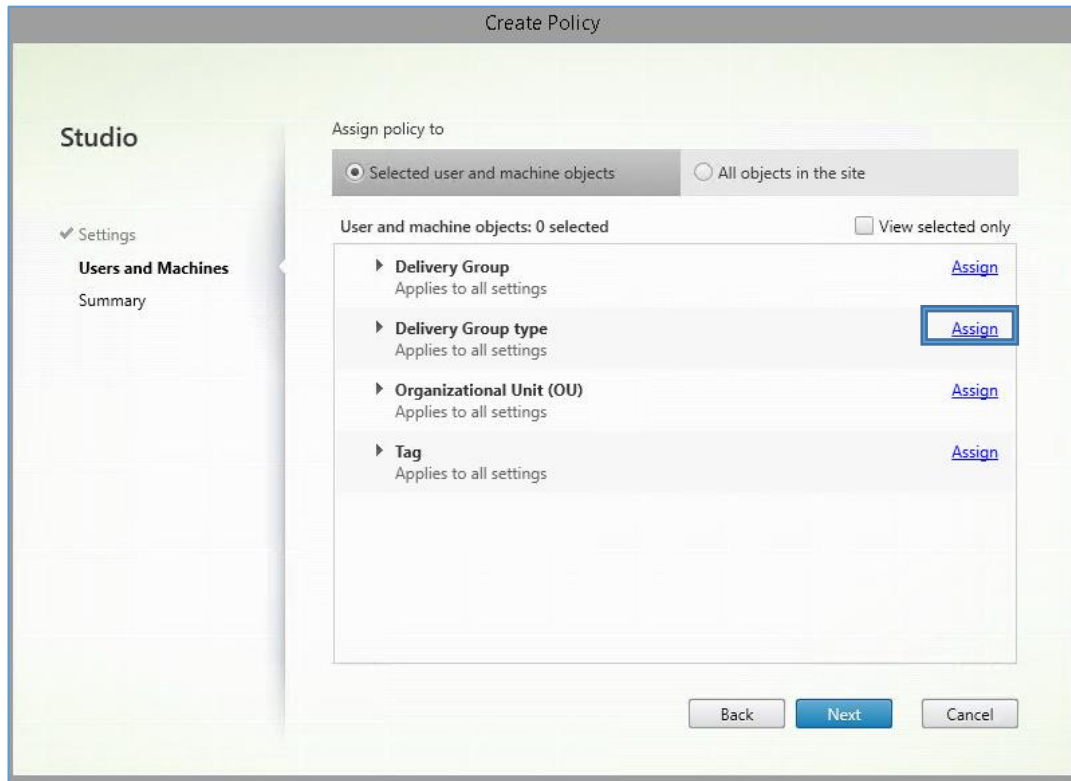 Create Policy
Studio
Settings
Users and Machines
Summary
Assign policy to
Selected user and machine objects
All objects in the site
User and machine objects: 0 selected
View selected only
Delivery Group
Assign
Applies to all settings
Delivery Group type
Assign
Applies to all settings
Organizational Unit (OU)
Assign
Applies to all settings
Tag
Assign
Applies to all settings
Back
Next
Cancel